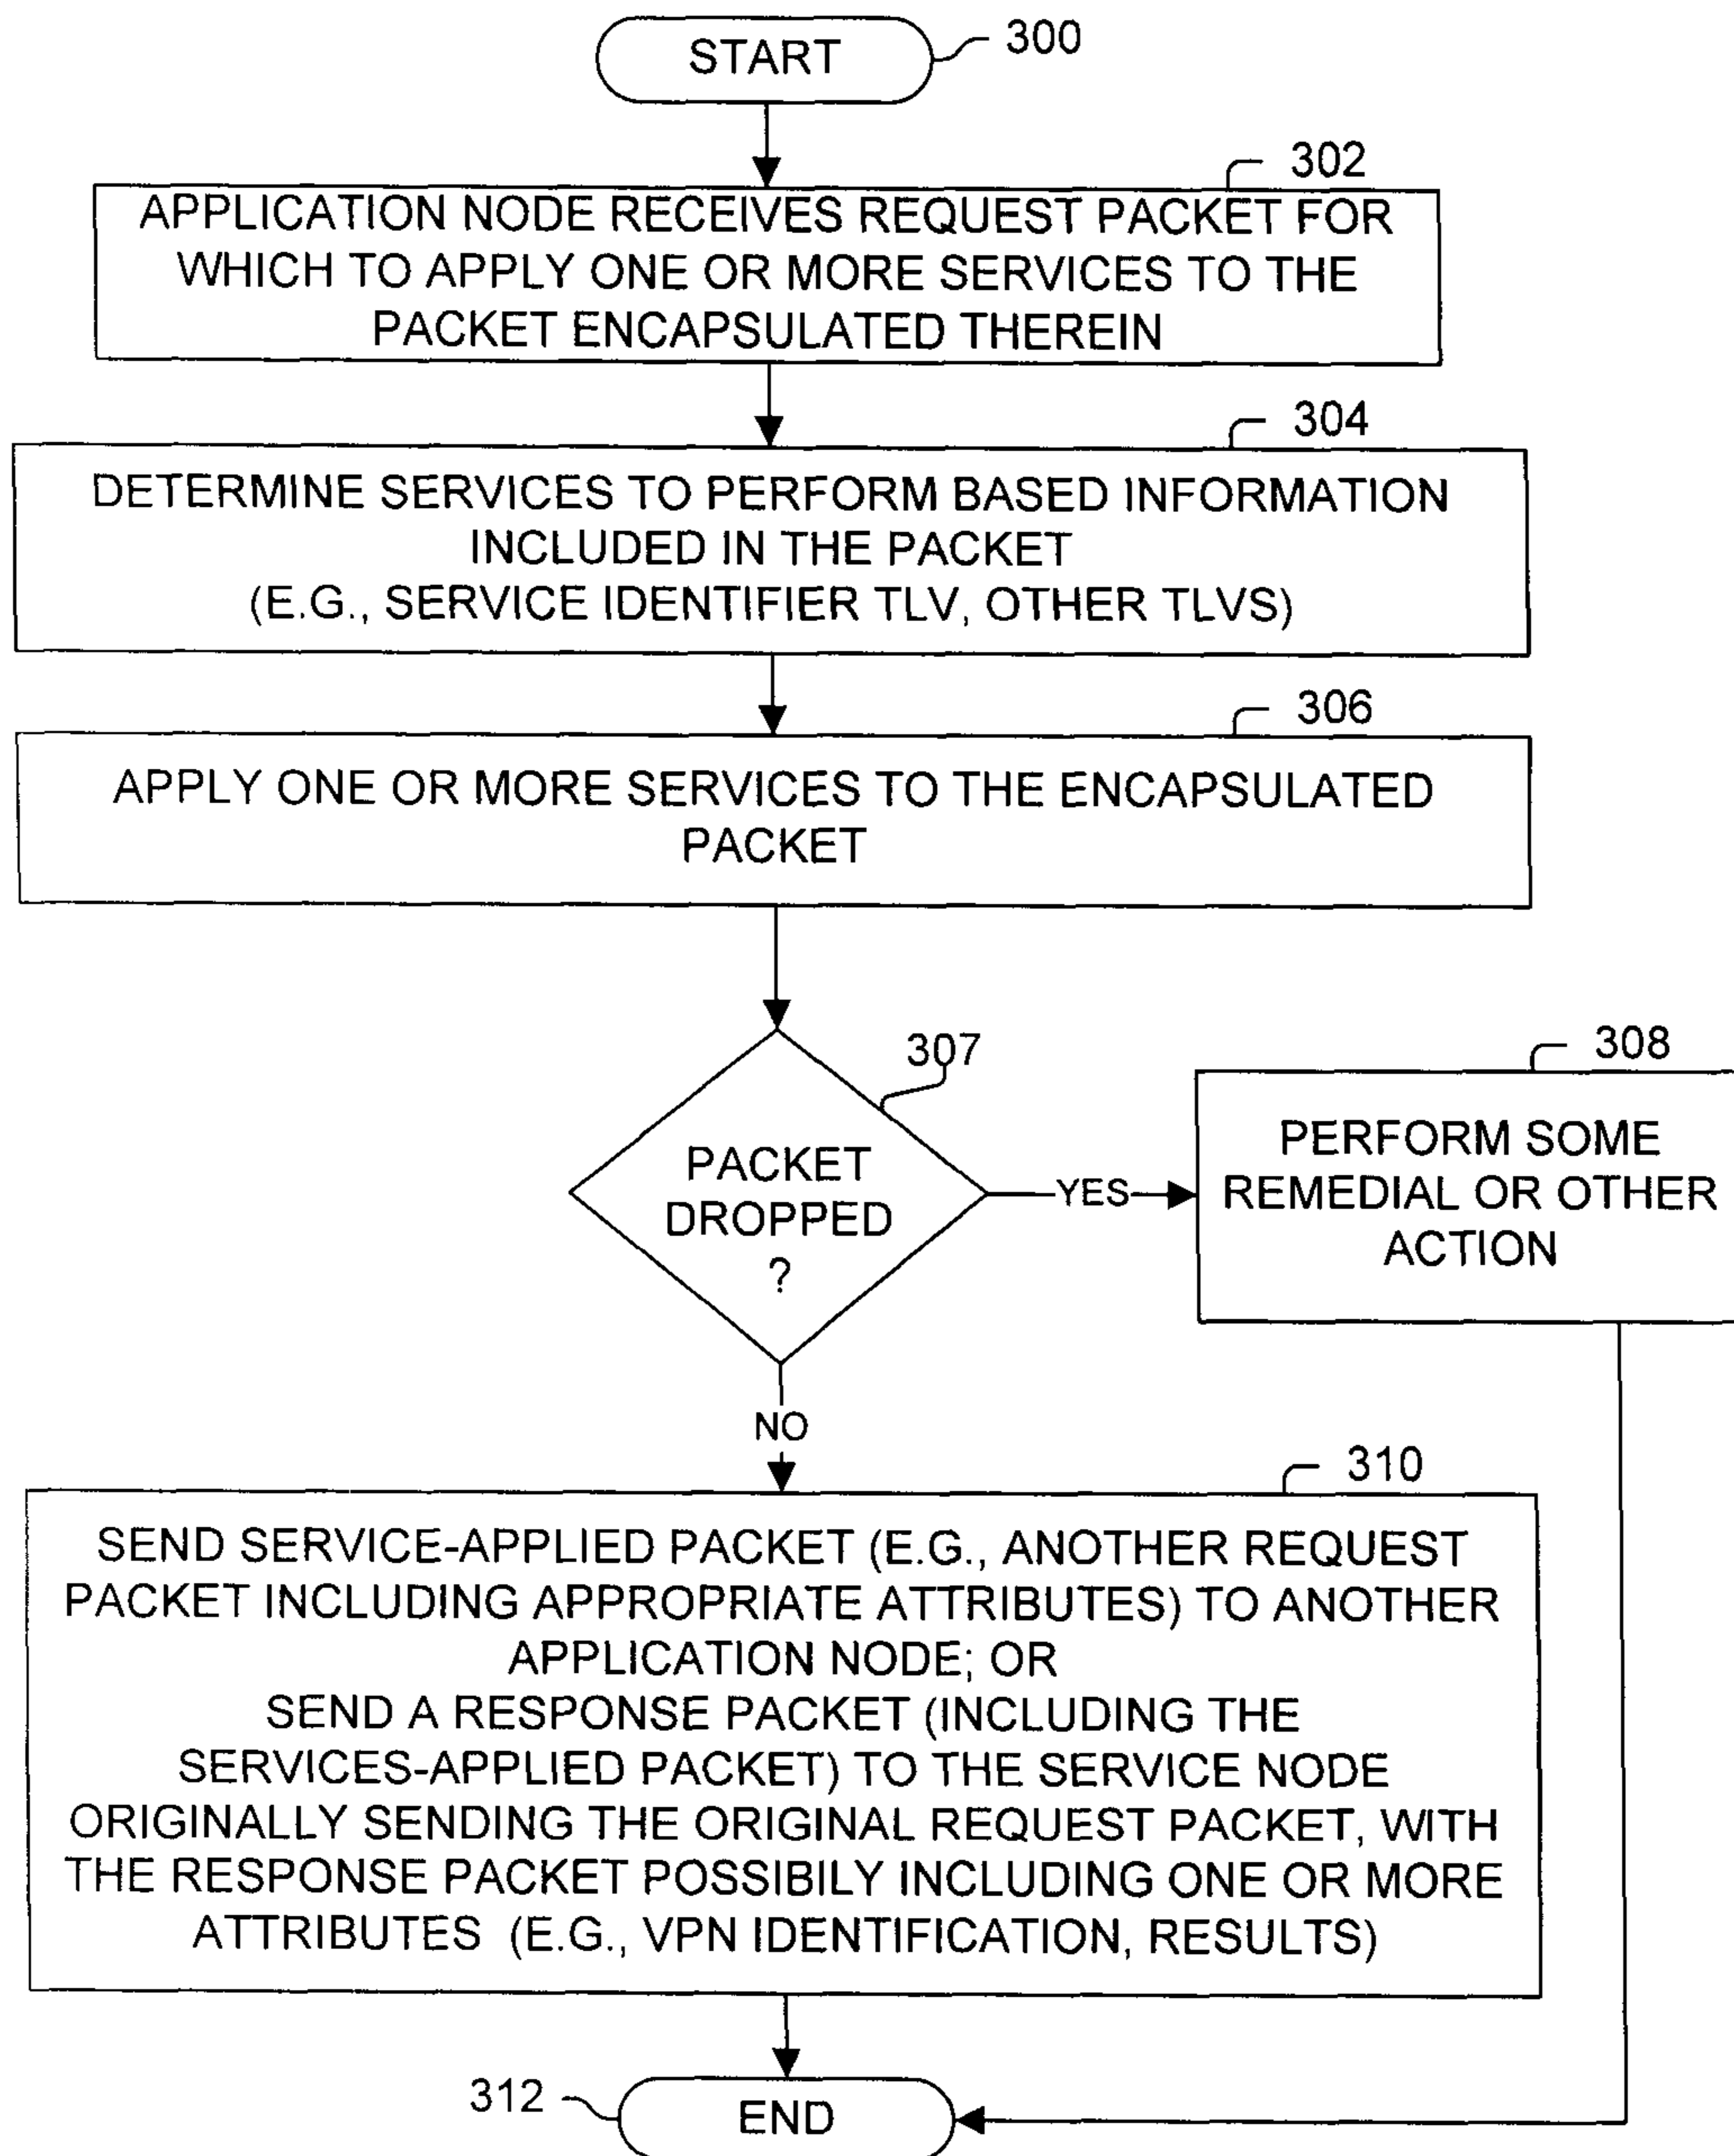 START
300
302
APPLICATION NODE RECEIVES REQUEST PACKET FOR
WHICH TO APPLY ONE OR MORE SERVICES TO THE
PACKET ENCAPSULATED THEREIN
304
DETERMINE SERVICES TO PERFORM BASED INFORMATION
INCLUDED IN THE PACKET
(E.G., SERVICE IDENTIFIER TLV, OTHER TLVS)
306
APPLY ONE OR MORE SERVICES TO THE ENCAPSULATED
PACKET
307
PACKET
DROPPED
?
YES
308
PERFORM SOME
REMEDIAL OR OTHER
ACTION
NO
310
SEND SERVICE-APPLIED PACKET (E.G., ANOTHER REQUEST
PACKET INCLUDING APPROPRIATE ATTRIBUTES) TO ANOTHER
APPLICATION NODE; OR
SEND A RESPONSE PACKET (INCLUDING THE
SERVICES-APPLIED PACKET) TO THE SERVICE NODE
ORIGINALLY SENDING THE ORIGINAL REQUEST PACKET, WITH
THE RESPONSE PACKET POSSIBILY INCLUDING ONE OR MORE
ATTRIBUTES (E.G., VPN IDENTIFICATION, RESULTS)
312
END